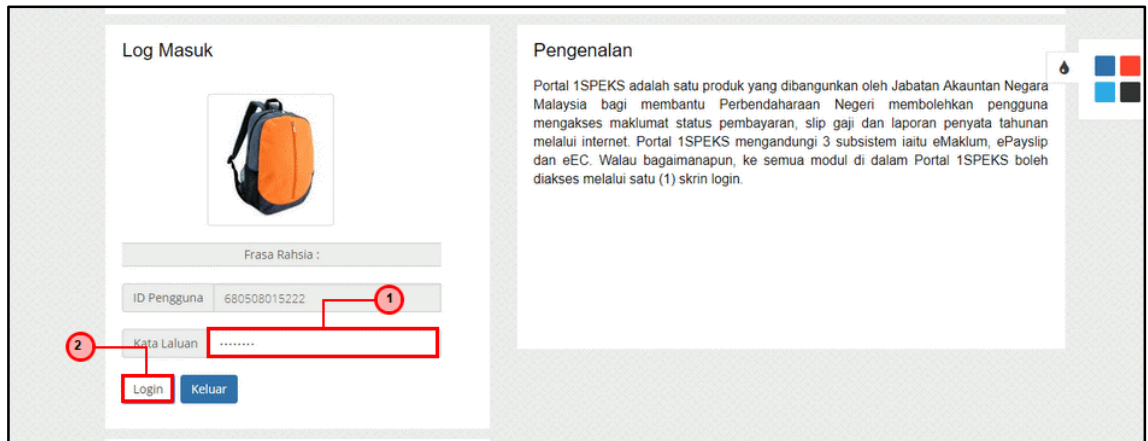 Log Masuk
Frasa Rahsia :
ID Pengguna 680508015222
1
Kata Laluan ........
2
Login Keluar
Pengenalan
Portal 1SPEKS adalah satu produk yang dibangunkan oleh Jabatan Akauntan Negara
Malaysia bagi membantu Perbendaharaan Negeri membolehkan pengguna
mengakses maklumat status pembayaran, slip gaji dan laporan penyata tahunan
melalui internet. Portal 1SPEKS mengandungi 3 subsistem iaitu eMaklum, ePayslip
dan eEC. Walau bagaimanapun, ke semua modul di dalam Portal 1SPEKS boleh
diakses melalui satu (1) skrin login.